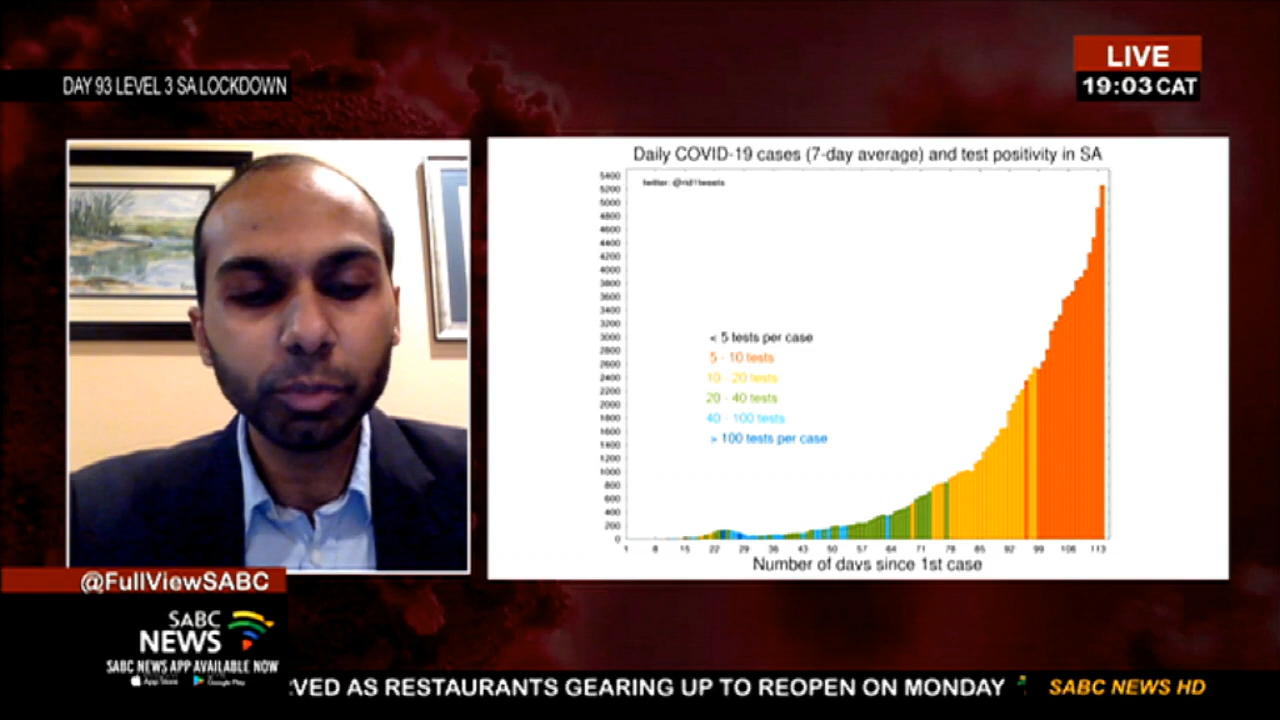 DAY 93 LEVEL 3 SA LOCKDOWN
LIVE
19:03 CAT
Daily COVID-19 cases (7-day average) and test positivity in SA
twitter: @rid1tweets
5400
5200
5000
4800
4600
4400
4200
4000
3800
3600
3400
3200
3000
2800
2600
2400
2200
2000
1800
1600
1400
1200
1000
800
600
400
200
0
< 5 tests per case
5 - 10 tests
10 - 20 tests
20 - 40 tests
40 - 100 tests
> 100 tests per case
1 8 15 22 29 36 43 50 57 64 71 78 85 92 99 106 113
Number of days since 1st case
@FullViewSABC
SABC
NEWS
SABC NEWS APP AVAILABLE NOW
App Store Google Play
VED AS RESTAURANTS GEARING UP TO REOPEN ON MONDAY
SABC NEWS HD